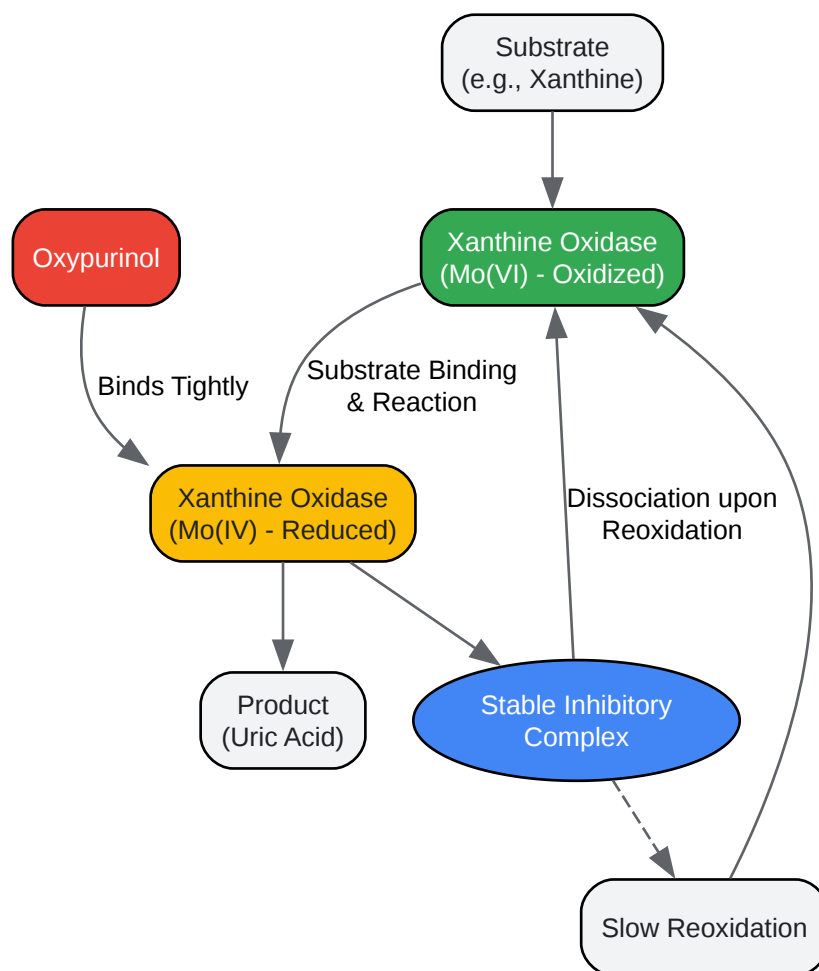 Substrate
(e.g., Xanthine)
Oxypurinol
Xanthine Oxidase
(Mo(VI) - Oxidized)
Binds Tightly
Substrate Binding
& Reaction
Xanthine Oxidase
(Mo(IV) - Reduced)
Dissociation upon
Reoxidation
Product
(Uric Acid)
Stable Inhibitory
Complex
Slow Reoxidation